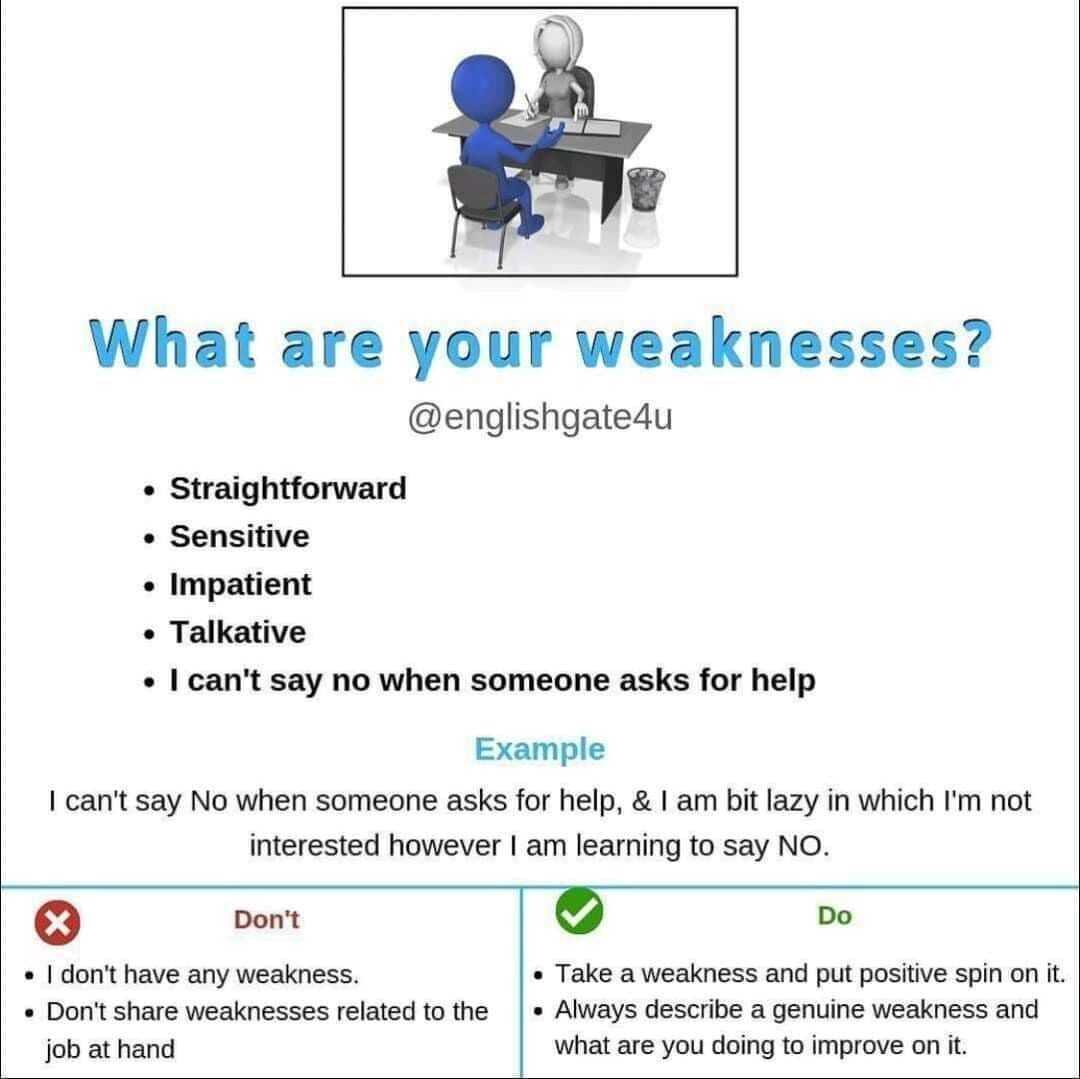 What are your weaknesses?
@englishgate4u
• Straightforward
• Sensitive
• Impatient
• Talkative
• I can't say no when someone asks for help
Example
I can't say No when someone asks for help, & I am bit lazy in which I'm not
interested however I am learning to say NO.
Don't
• I don't have any weakness.
• Don't share weaknesses related to the
job at hand
Do
• Take a weakness and put positive spin on it.
• Always describe a genuine weakness and
what are you doing to improve on it.